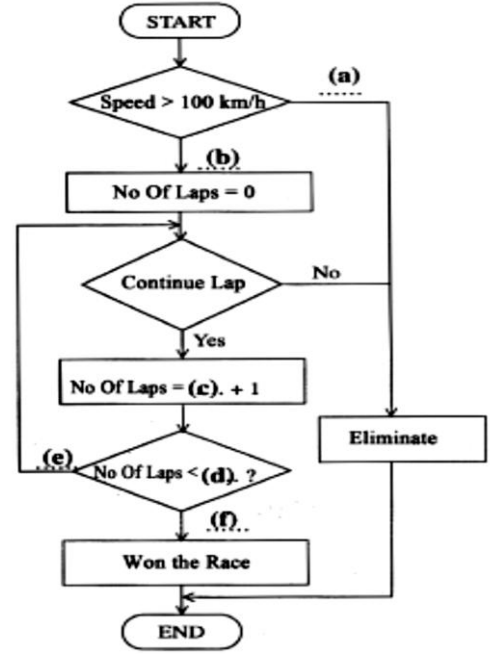 START
(a)
Speed > 100 km/h
(b)
No Of Laps = 0
Continue Lap
No
Yes
No Of Laps = (c). + 1
Eliminate
(e)
No Of Laps < (d). ?
(f)
Won the Race
END